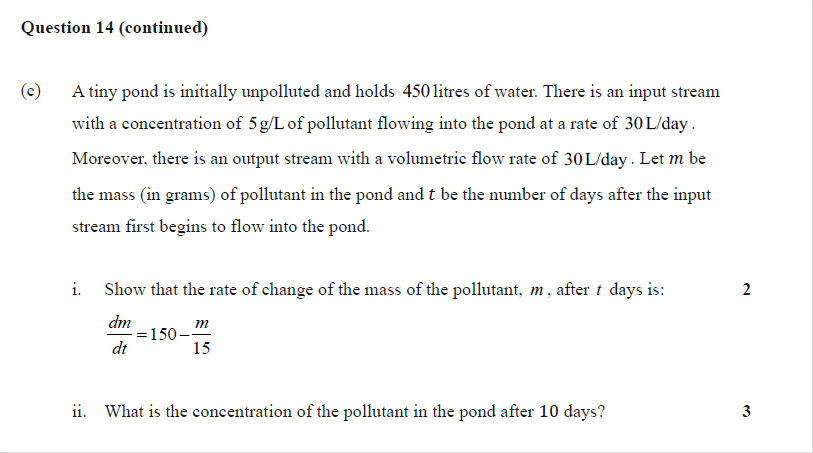 Question 14 (continued)
(c) A tiny pond is initially unpolluted and holds 450 litres of water. There is an input stream
with a concentration of 5 g/L of pollutant flowing into the pond at a rate of 30 L/day.
Moreover, there is an output stream with a volumetric flow rate of 30 L/day. Let m be
the mass (in grams) of pollutant in the pond and t be the number of days after the input
stream first begins to flow into the pond.
i. Show that the rate of change of the mass of the pollutant, m, after t days is: 2
dm/dt = 150 - m/15
ii. What is the concentration of the pollutant in the pond after 10 days? 3